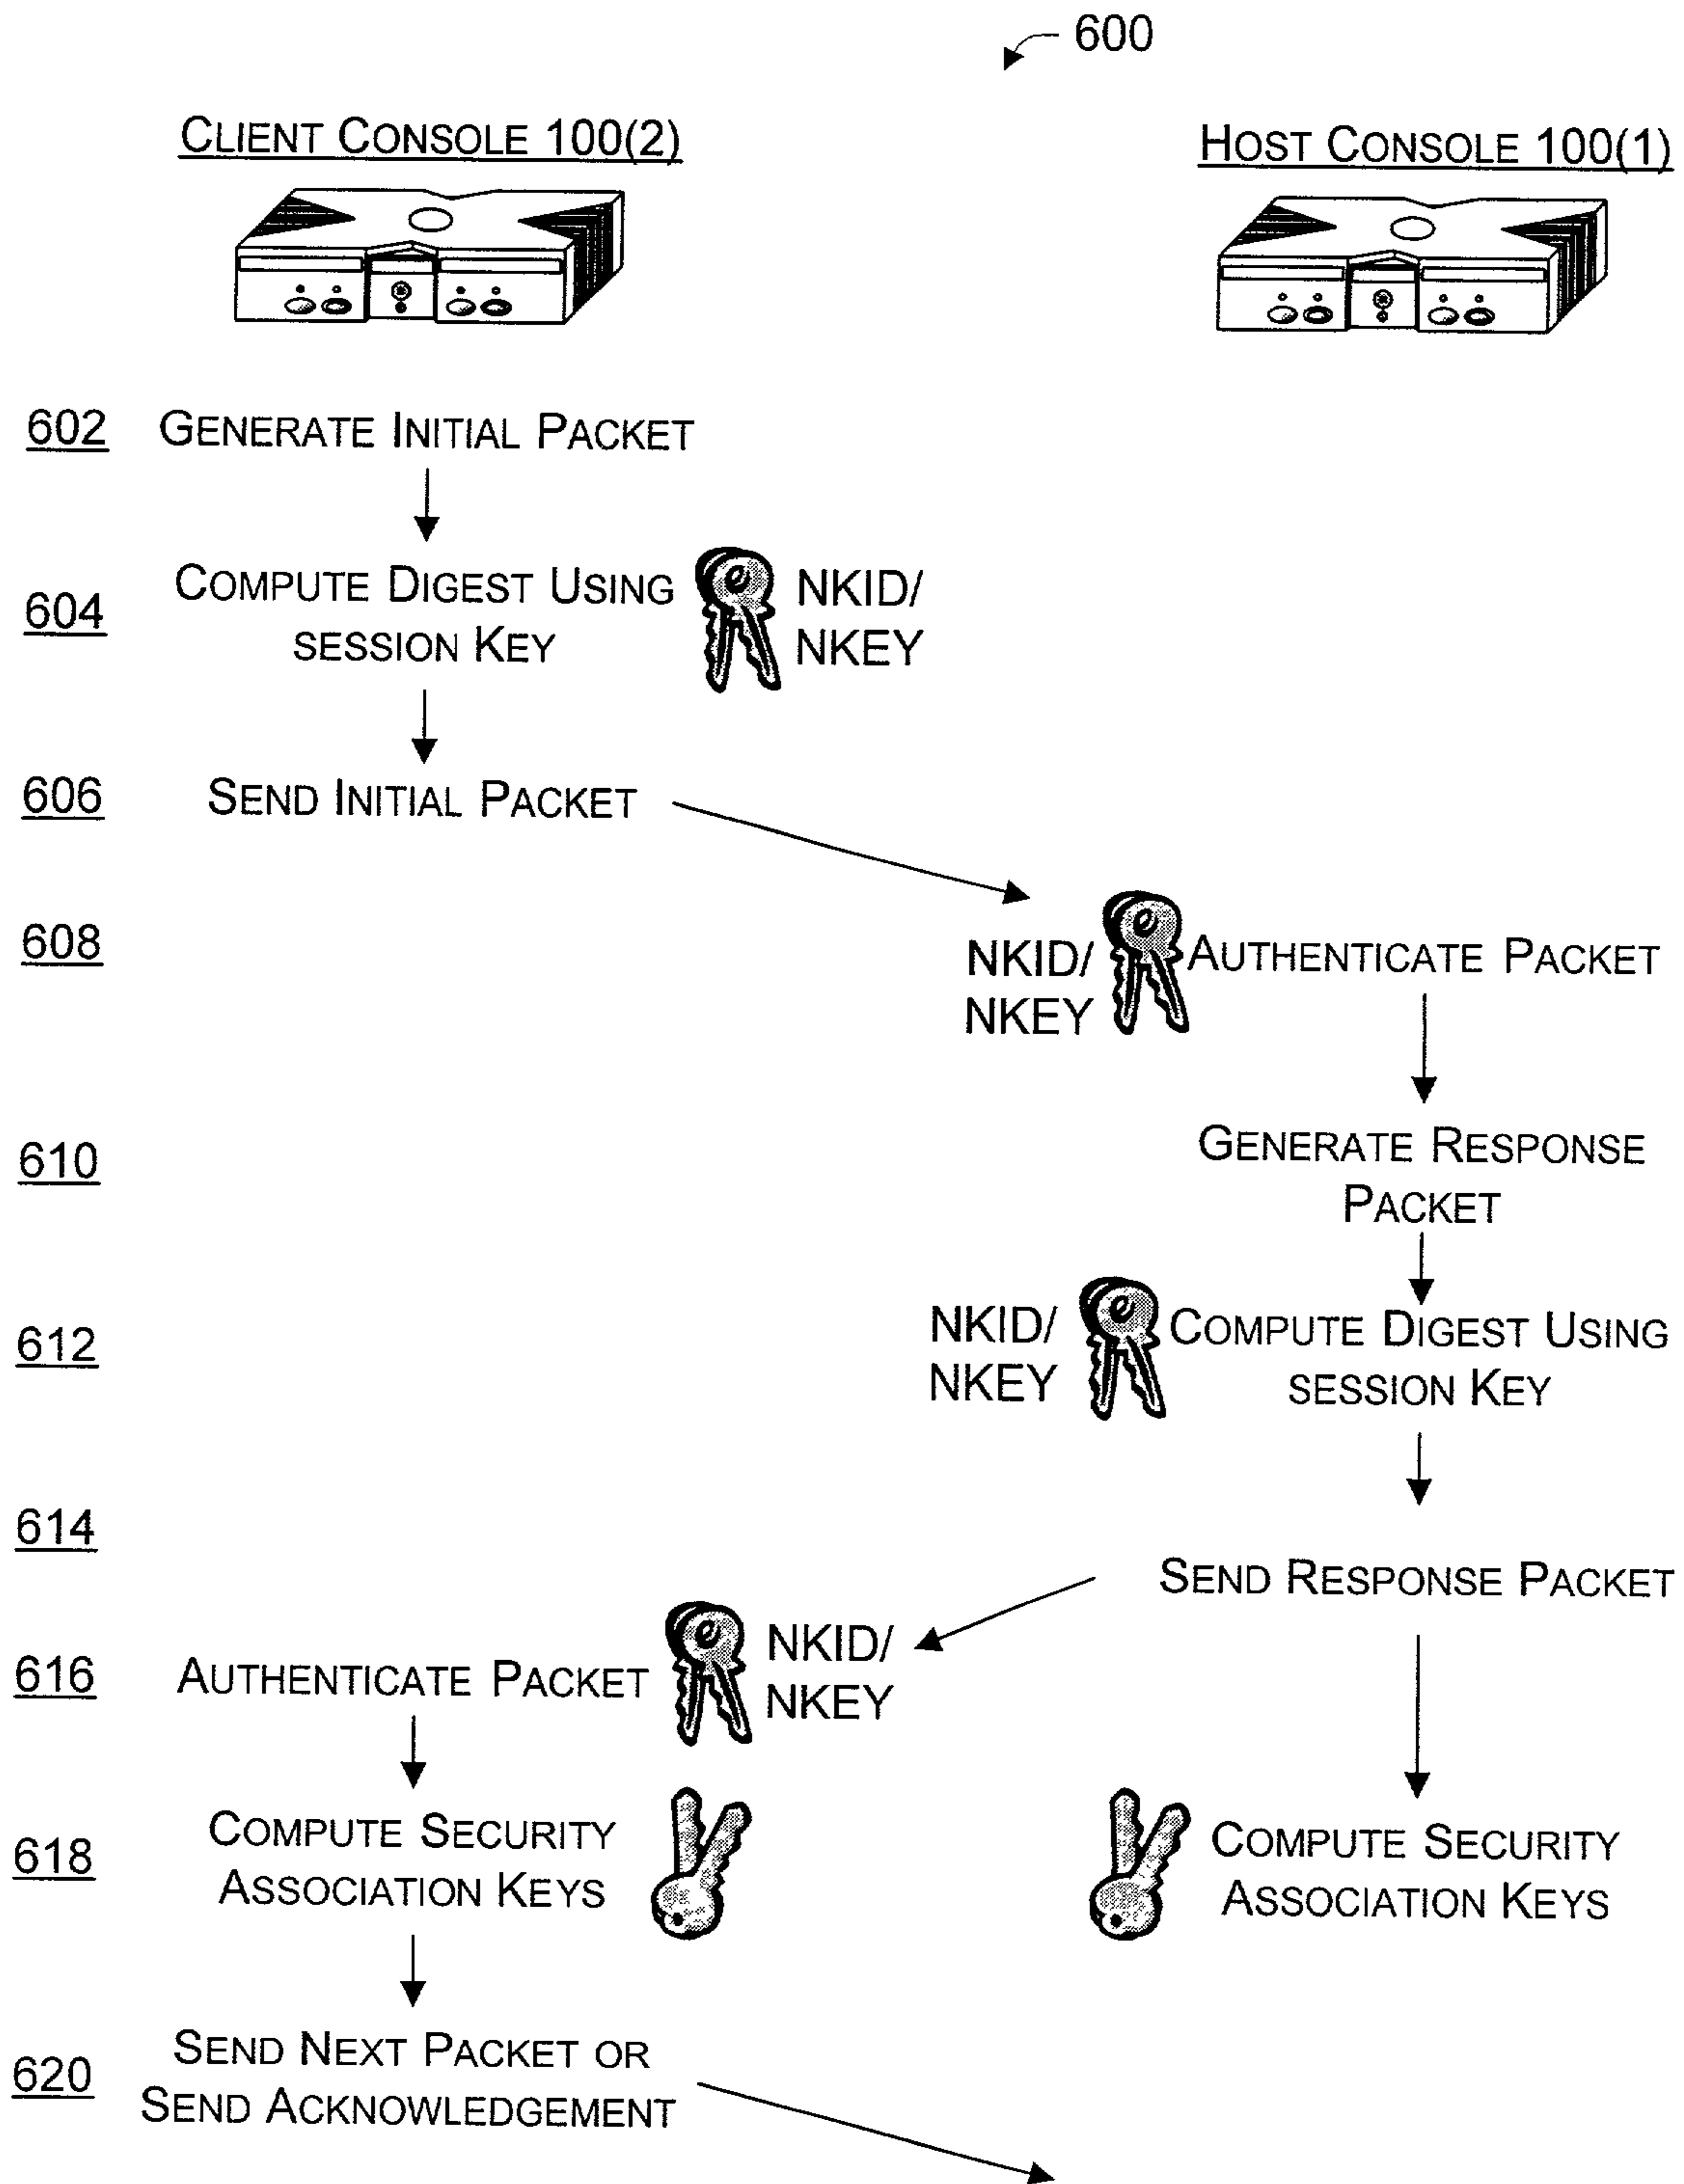 600
CLIENT CONSOLE 100(2)
HOST CONSOLE 100(1)
602 GENERATE INITIAL PACKET
604 COMPUTE DIGEST USING
SESSION KEY
NKID/
NKEY
606 SEND INITIAL PACKET
608
NKID/
NKEY
AUTHENTICATE PACKET
610
GENERATE RESPONSE
PACKET
612
NKID/
NKEY
COMPUTE DIGEST USING
SESSION KEY
614
SEND RESPONSE PACKET
616 AUTHENTICATE PACKET
NKID/
NKEY
618 COMPUTE SECURITY
ASSOCIATION KEYS
COMPUTE SECURITY
ASSOCIATION KEYS
620 SEND NEXT PACKET OR
SEND ACKNOWLEDGEMENT